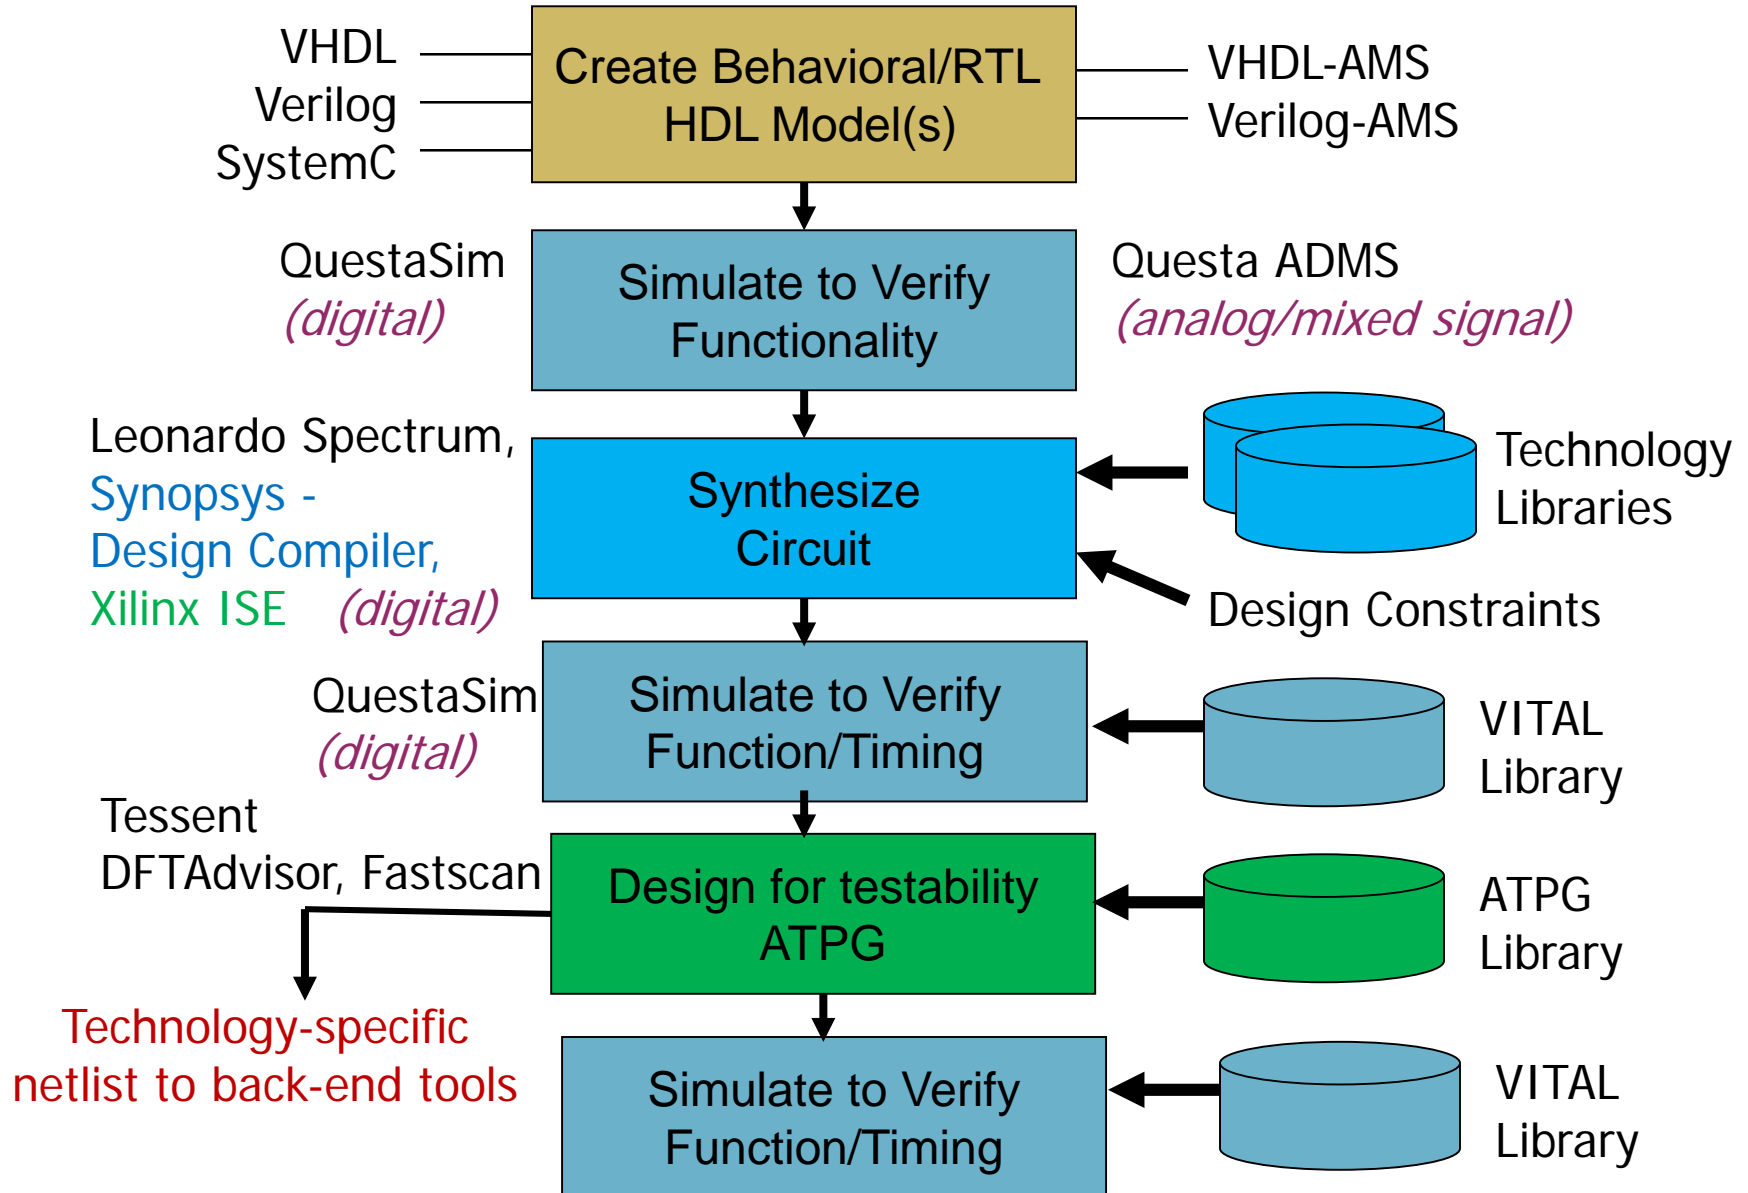 VHDL
Verilog
SystemC
Create Behavioral/RTL
HDL Model(s)
VHDL-AMS
Verilog-AMS
QuestaSim
(digital)
Simulate to Verify
Functionality
Questa ADMS
(analog/mixed signal)
Leonardo Spectrum,
Synopsys -
Design Compiler,
Xilinx ISE (digital)
Synthesize
Circuit
Technology
Libraries
Design Constraints
QuestaSim
(digital)
Simulate to Verify
Function/Timing
VITAL
Library
Tessent
DFTAdvisor, Fastscan
Design for testability
ATPG
ATPG
Library
Technology-specific
netlist to back-end tools
Simulate to Verify
Function/Timing
VITAL
Library